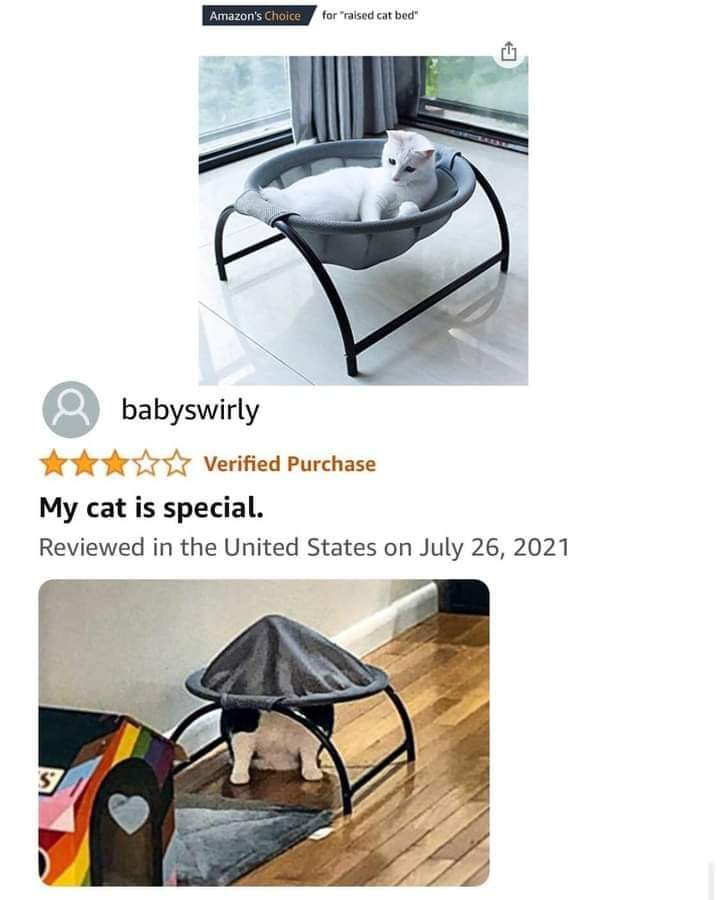 Amazon's Choice for "raised cat bed"
babyswirly
Verified Purchase
My cat is special.
Reviewed in the United States on July 26, 2021
S